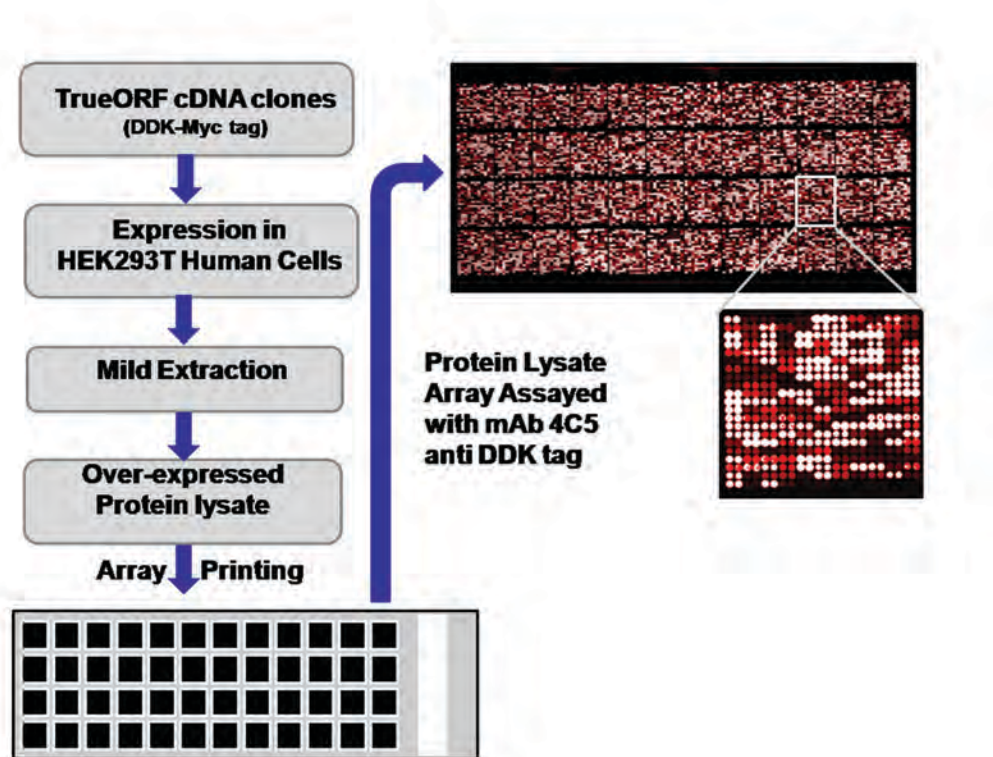 TrueORF cDNA clones
(DDK-Myc tag)
Expression in
HEK293T Human Cells
Mild Extraction
Over-expressed
Protein lysate
Array Printing
Protein Lysate
Array Assayed
with mAb 4C5
anti DDK tag